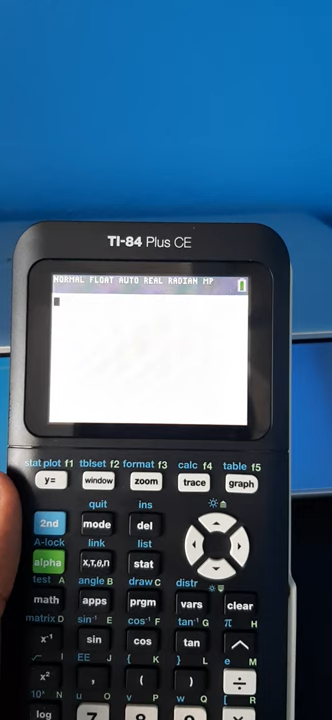 TI-84 Plus CE
NORMAL FLOAT AUTO REAL RADIAN MP
stat plot f1 tblset f2 format f3 calc f4 table f5
y= window zoom trace graph
quit ins
2nd mode del
A-lock link list
alpha X,T,θ,n stat
test A angle B draw C distr
math apps prgm vars clear
matrix D sin⁻¹ E cos⁻¹ F tan⁻¹ G π H
x⁻¹ sin cos tan ^
√ I EE J { K } L e M
x² , ( ) ÷
10ˣ N u O v P w Q [ R
log 7 8 9 ×